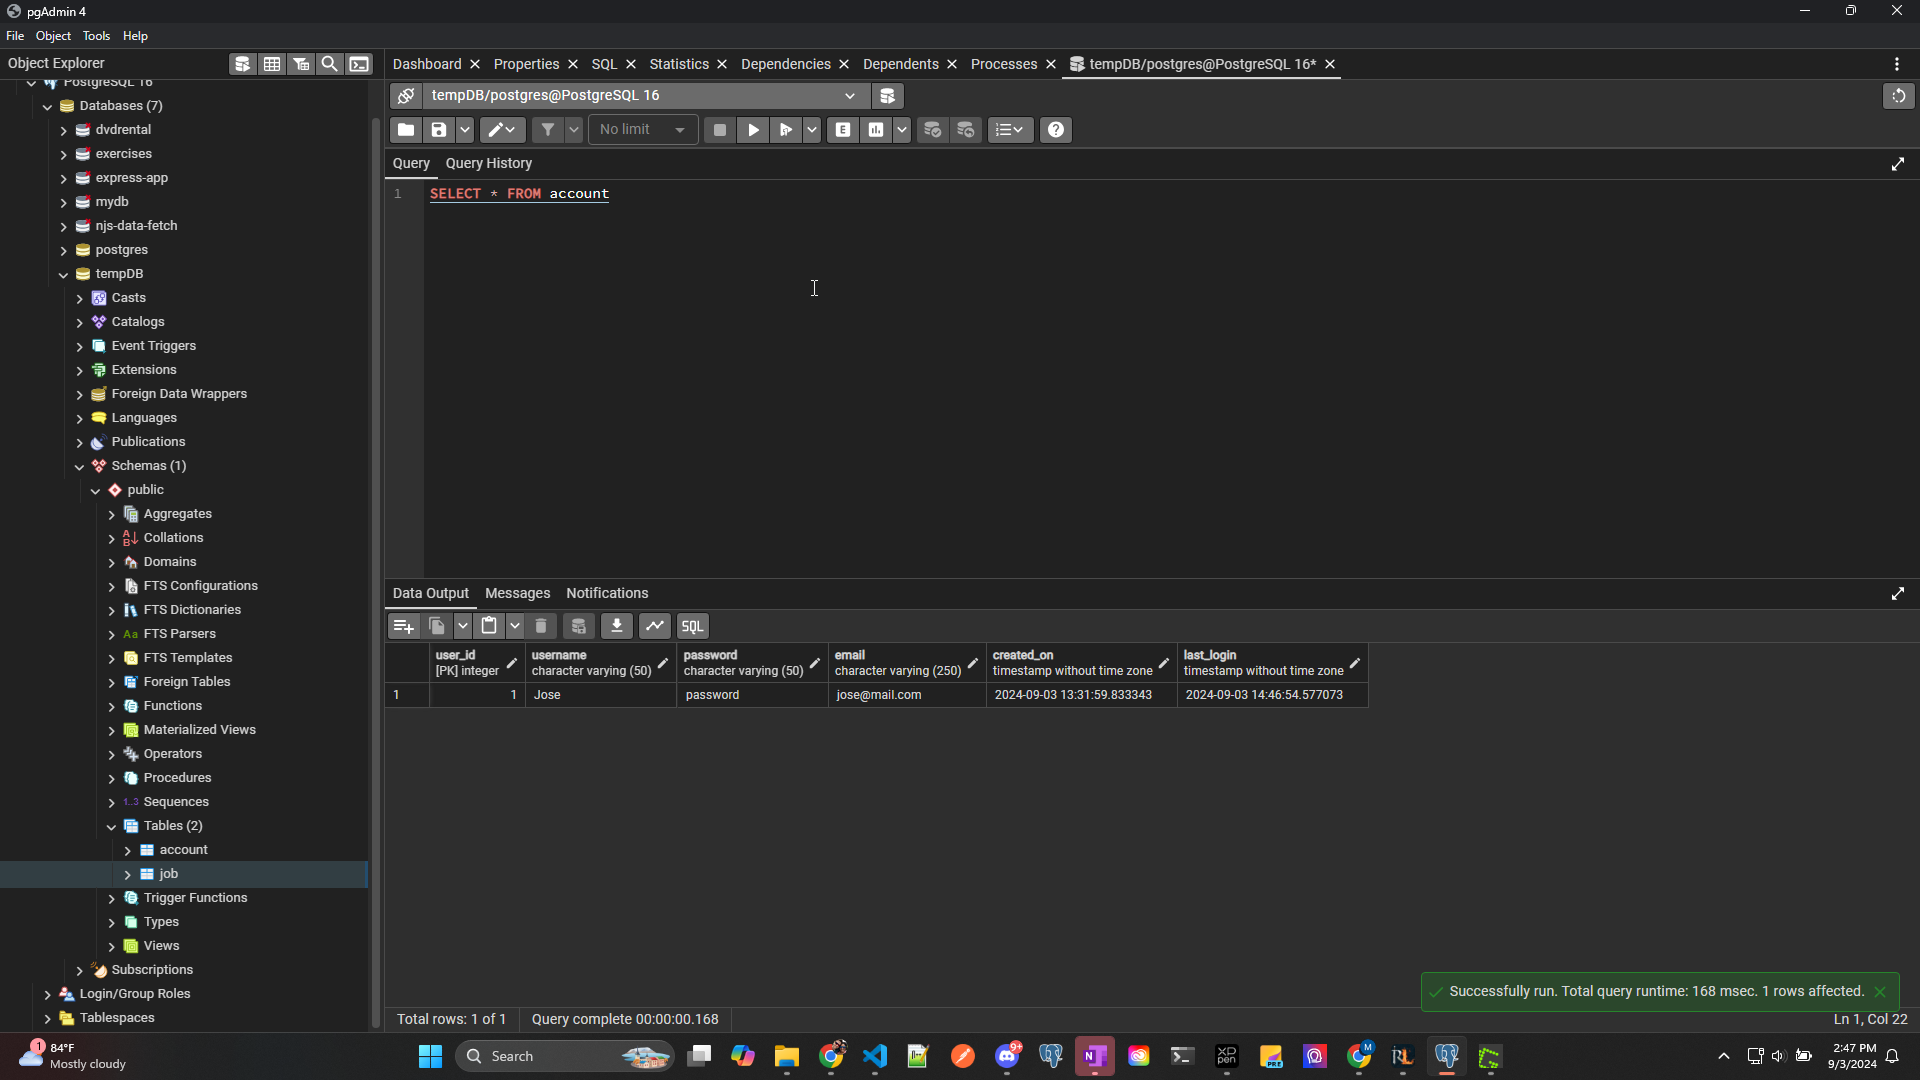 pgAdmin 4
File Object Tools Help
Object Explorer
PostgreSQL 16
Databases (7)
dvdrental
exercises
express-app
mydb
njs-data-fetch
postgres
tempDB
Casts
Catalogs
Event Triggers
Extensions
Foreign Data Wrappers
Languages
Publications
Schemas (1)
public
Aggregates
Collations
Domains
FTS Configurations
FTS Dictionaries
Aa FTS Parsers
FTS Templates
Foreign Tables
Functions
Materialized Views
Operators
Procedures
1..3 Sequences
Tables (2)
account
job
Trigger Functions
Types
Views
Subscriptions
Login/Group Roles
Tablespaces
Dashboard Properties SQL Statistics Dependencies Dependents Processes tempDB/postgres@PostgreSQL 16*
tempDB/postgres@PostgreSQL 16
No limit E
Query Query History
1 SELECT * FROM account
Data Output Messages Notifications
SQL
user_id username password email created_on last_login
[PK] integer character varying (50) character varying (50) character varying (250) timestamp without time zone timestamp without time zone
1 1 Jose password jose@mail.com 2024-09-03 13:31:59.833343 2024-09-03 14:46:54.577073
Successfully run. Total query runtime: 168 msec. 1 rows affected.
Total rows: 1 of 1 Query complete 00:00:00.168 Ln 1, Col 22
1 84°F
Mostly cloudy
Search
9+
N
XP
pen
PRE
M
2:47 PM
9/3/2024